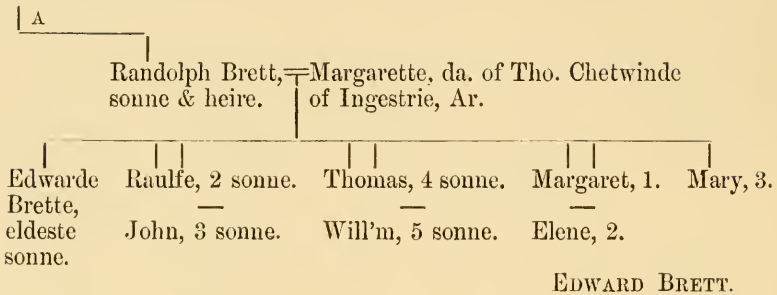 A
Randolph Brett, Margarette, da. of Tho. Chetwinde
sonne & heire. of Ingestrie, Ar.
Edwarde Raulfe, 2 sonne. Thomas, 4 sonne. Margaret, 1. Mary, 3.
Brette,
eldeste John, 3 sonne. Will'm, 5 sonne. Elene, 2.
sonne.
EDWARD BRETT.